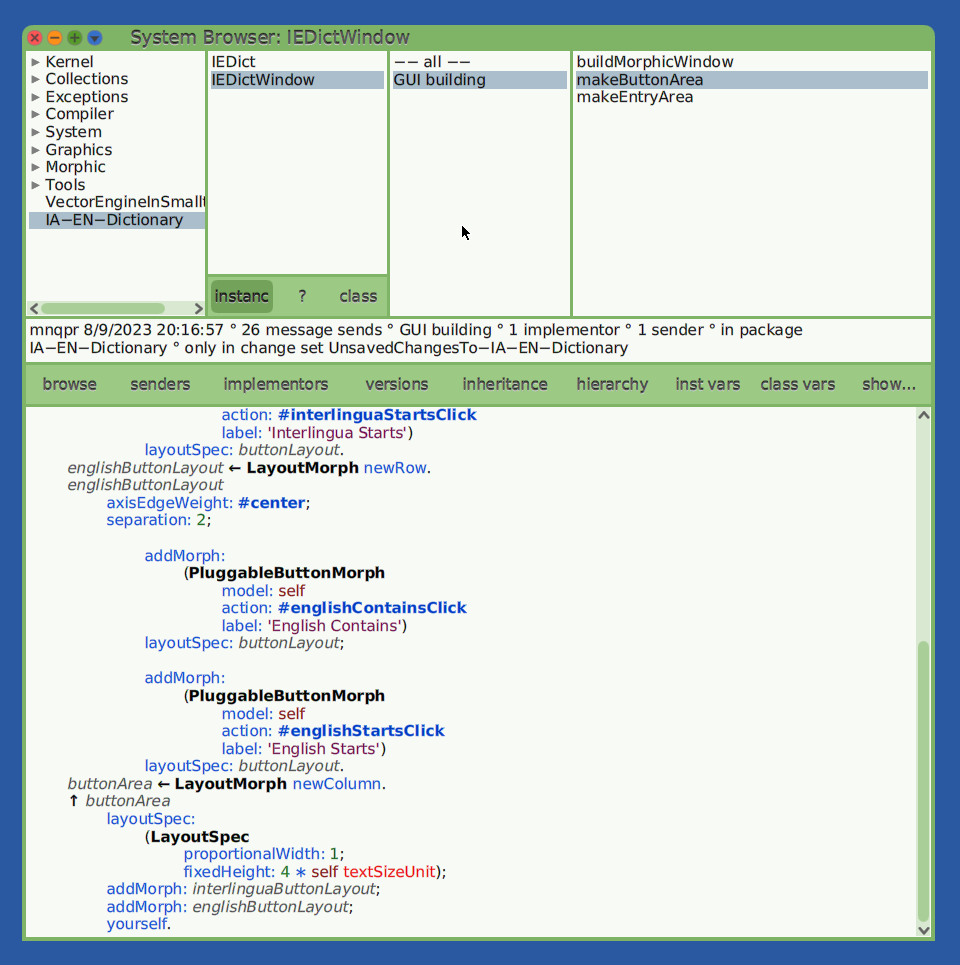 System Browser: IEDictWindow
Kernel
Collections
Exceptions
Compiler
System
Graphics
Morphic
Tools
VectorEngineInSmallt
IA−EN−Dictionary
IEDict
IEDictWindow
instanc ? class
−− all −−
GUI building
buildMorphicWindow
makeButtonArea
makeEntryArea
mnqpr 8/9/2023 20:16:57 ° 26 message sends ° GUI building ° 1 implementor ° 1 sender ° in package
IA−EN−Dictionary ° only in change set UnsavedChangesTo−IA−EN−Dictionary
browse senders implementors versions inheritance hierarchy inst vars class vars show...
action: #interlinguaStartsClick
label: 'Interlingua Starts')
layoutSpec: buttonLayout.
englishButtonLayout ← LayoutMorph newRow.
englishButtonLayout
axisEdgeWeight: #center;
separation: 2;
addMorph:
(PluggableButtonMorph
model: self
action: #englishContainsClick
label: 'English Contains')
layoutSpec: buttonLayout;
addMorph:
(PluggableButtonMorph
model: self
action: #englishStartsClick
label: 'English Starts')
layoutSpec: buttonLayout.
buttonArea ← LayoutMorph newColumn.
↑ buttonArea
layoutSpec:
(LayoutSpec
proportionalWidth: 1;
fixedHeight: 4 * self textSizeUnit);
addMorph: interlinguaButtonLayout;
addMorph: englishButtonLayout;
yourself.